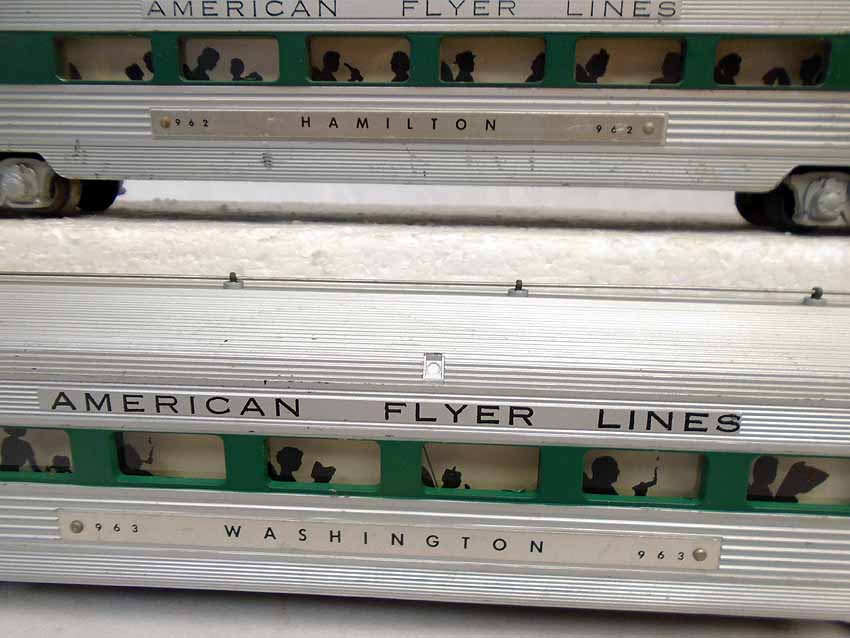 AMERICAN FLYER LINES
962 HAMILTON 962
AMERICAN FLYER LINES
963 WASHINGTON 963